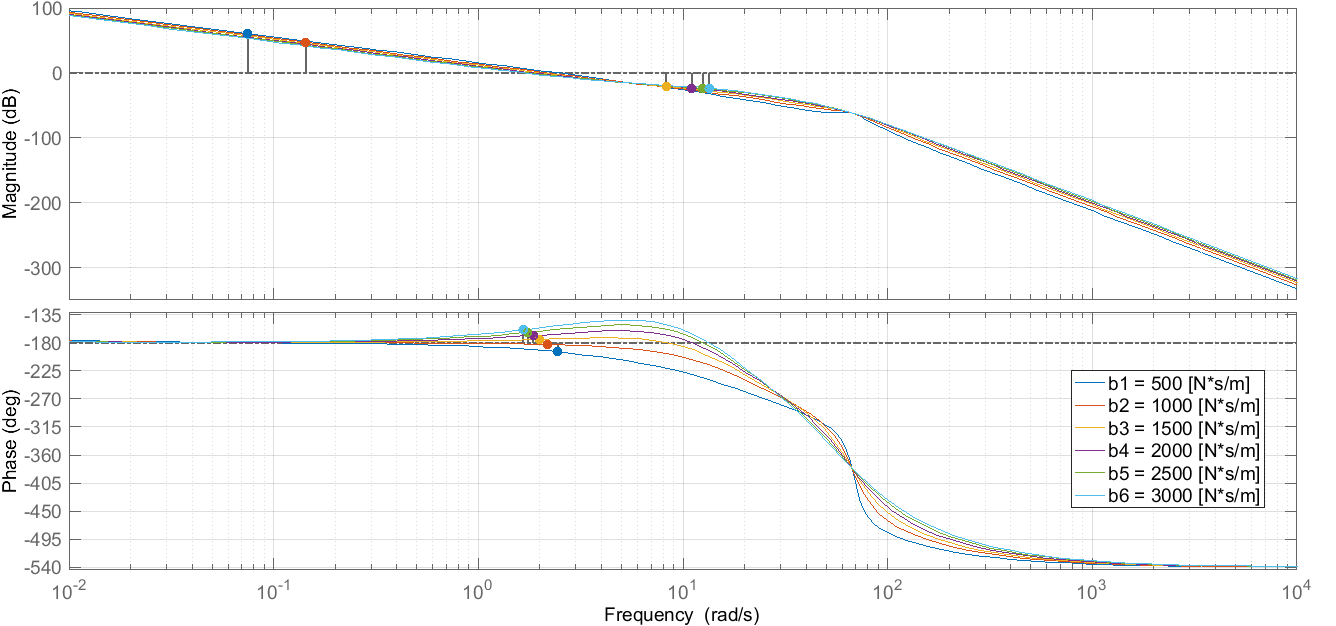 Magnitude (dB)
100
0
-100
-200
-300
Phase (deg)
-135
-180
-225
-270
-315
-360
-405
-450
-495
-540
b1 = 500 [N*s/m]
b2 = 1000 [N*s/m]
b3 = 1500 [N*s/m]
b4 = 2000 [N*s/m]
b5 = 2500 [N*s/m]
b6 = 3000 [N*s/m]
10^-2 10^-1 10^0 10^1 10^2 10^3 10^4
Frequency (rad/s)